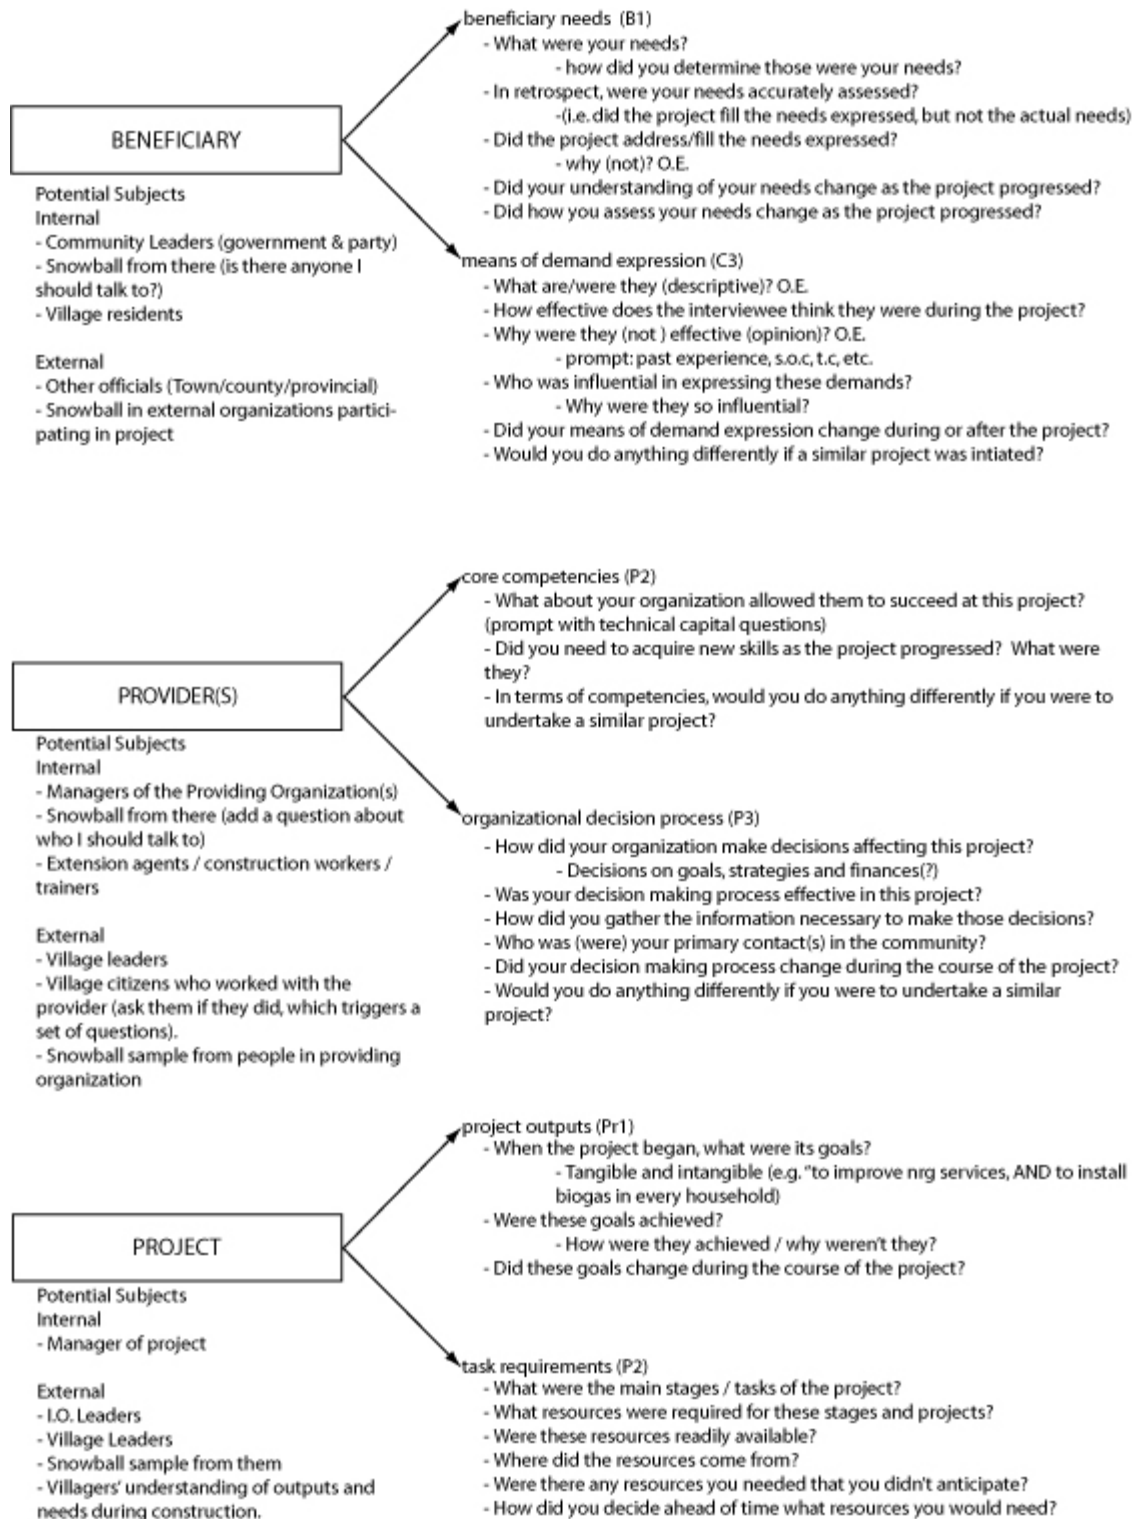 beneficiary needs (B1)
- What were your needs?
- how did you determine those were your needs?
- In retrospect, were your needs accurately assessed?
-(i.e. did the project fill the needs expressed, but not the actual needs)
- Did the project address/fill the needs expressed?
- why (not)? O.E.
- Did your understanding of your needs change as the project progressed?
- Did how you assess your needs change as the project progressed?
BENEFICIARY
Potential Subjects
Internal
- Community Leaders (government & party)
- Snowball from there (is there anyone I
should talk to?)
- Village residents
External
- Other officials (Town/county/provincial)
- Snowball in external organizations partici-
pating in project
means of demand expression (C3)
- What are/were they (descriptive)? O.E.
- How effective does the interviewee think they were during the project?
- Why were they (not ) effective (opinion)? O.E.
- prompt: past experience, s.o.c, t.c, etc.
- Who was influential in expressing these demands?
- Why were they so influential?
- Did your means of demand expression change during or after the project?
- Would you do anything differently if a similar project was intiated?
core competencies (P2)
- What about your organization allowed them to succeed at this project?
(prompt with technical capital questions)
- Did you need to acquire new skills as the project progressed?  What were
they?
- In terms of competencies, would you do anything differently if you were to
undertake a similar project?
PROVIDER(S)
Potential Subjects
Internal
- Managers of the Providing Organization(s)
- Snowball from there (add a question about
who I should talk to)
- Extension agents / construction workers /
trainers
External
- Village leaders
- Village citizens who worked with the
provider (ask them if they did, which triggers a
set of questions).
- Snowball sample from people in providing
organization
organizational decision process (P3)
- How did your organization make decisions affecting this project?
- Decisions on goals, strategies and finances(?)
- Was your decision making process effective in this project?
- How did you gather the information necessary to make those decisions?
- Who was (were) your primary contact(s) in the community?
- Did your decision making process change during the course of the project?
- Would you do anything differently if you were to undertake a similar
project?
project outputs (Pr1)
- When the project began, what were its goals?
- Tangible and intangible (e.g. "to improve nrg services, AND to install
biogas in every household)
- Were these goals achieved?
- How were they achieved / why weren't they?
- Did these goals change during the course of the project?
PROJECT
Potential Subjects
Internal
- Manager of project
External
- I.O. Leaders
- Village Leaders
- Snowball sample from them
- Villagers' understanding of outputs and
needs during construction.
task requirements (P2)
- What were the main stages / tasks of the project?
- What resources were required for these stages and projects?
- Were these resources readily available?
- Where did the resources come from?
- Were there any resources you needed that you didn't anticipate?
- How did you decide ahead of time what resources you would need?